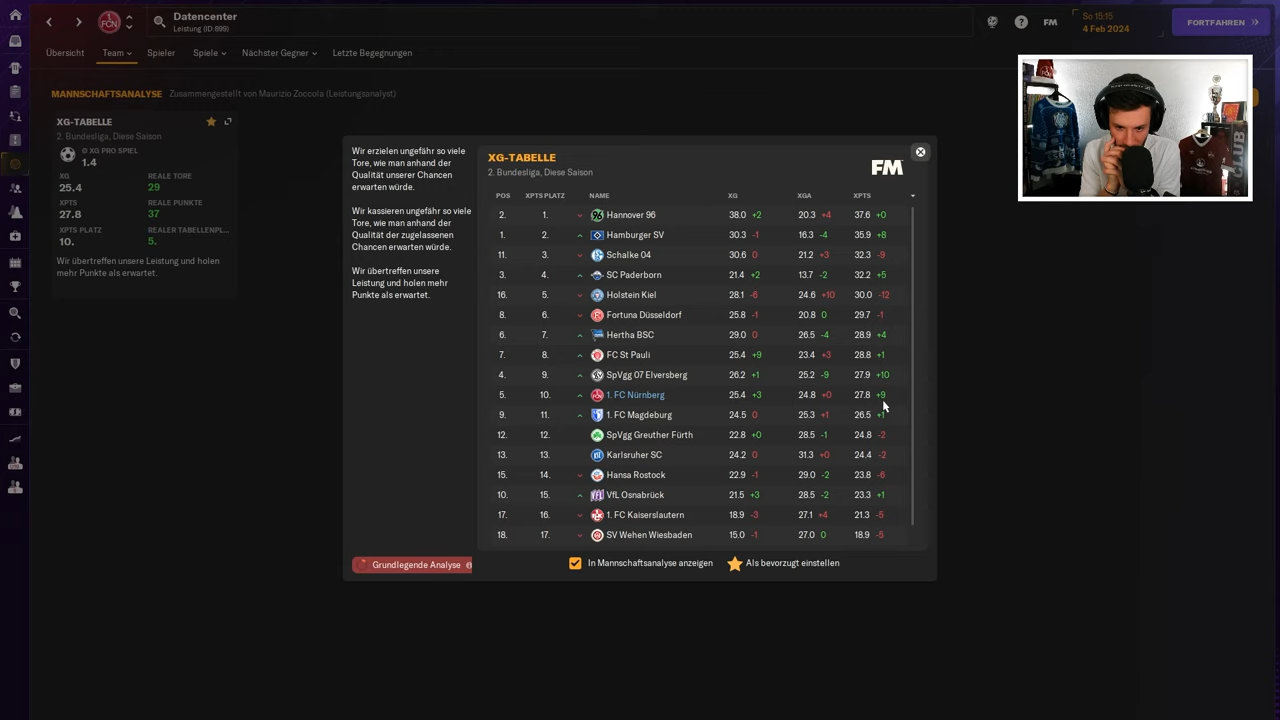 Datencenter
Leistung (ID:899)
FM
So 15:15
4 Feb 2024
FORTFAHREN
Übersicht Team Spieler Spiele Nächster Gegner Letzte Begegnungen
MANNSCHAFTSANALYSE Zusammengestellt von Maurizio Zoccola (Leistungsanalyst)
XG-TABELLE
2. Bundesliga, Diese Saison
Ø XG PRO SPIEL
1.4
XG REALE TORE
25.4 29
XPTS REALE PUNKTE
27.8 37
XPTS PLATZ REALER TABELLENPL...
10. 5.
Wir übertreffen unsere Leistung und holen
mehr Punkte als erwartet.
Wir erzielen ungefähr so viele
Tore, wie man anhand der
Qualität unserer Chancen
erwarten würde.
Wir kassieren ungefähr so viele
Tore, wie man anhand der
Qualität der zugelassenen
Chancen erwarten würde.
Wir übertreffen unsere
Leistung und holen mehr
Punkte als erwartet.
Grundlegende Analyse
XG-TABELLE
2. Bundesliga, Diese Saison
FM
POS XPTS PLATZ NAME XG XGA XPTS
2. 1. Hannover 96 38.0 +2 20.3 +4 37.6 +0
1. 2. Hamburger SV 30.3 -1 16.3 -4 35.9 +8
11. 3. Schalke 04 30.6 0 21.2 +3 32.3 -9
3. 4. SC Paderborn 21.4 +2 13.7 -2 32.2 +5
16. 5. Holstein Kiel 28.1 -6 24.6 +10 30.0 -12
8. 6. Fortuna Düsseldorf 25.8 -1 20.8 0 29.7 -1
6. 7. Hertha BSC 29.0 0 26.5 -4 28.9 +4
7. 8. FC St Pauli 25.4 +9 23.4 +3 28.8 +1
4. 9. SpVgg 07 Elversberg 26.2 +1 25.2 -9 27.9 +10
5. 10. 1. FC Nürnberg 25.4 +3 24.8 +0 27.8 +9
9. 11. 1. FC Magdeburg 24.5 0 25.3 +1 26.5 +1
12. 12. SpVgg Greuther Fürth 22.8 +0 28.5 -1 24.8 -2
13. 13. Karlsruher SC 24.2 0 31.3 +0 24.4 -2
15. 14. Hansa Rostock 22.9 -1 29.0 -2 23.8 -6
10. 15. VfL Osnabrück 21.5 +3 28.5 -2 23.3 +1
17. 16. 1. FC Kaiserslautern 18.9 -3 27.1 +4 21.3 -5
18. 17. SV Wehen Wiesbaden 15.0 -1 27.0 0 18.9 -5
In Mannschaftsanalyse anzeigen Als bevorzugt einstellen
CLUB